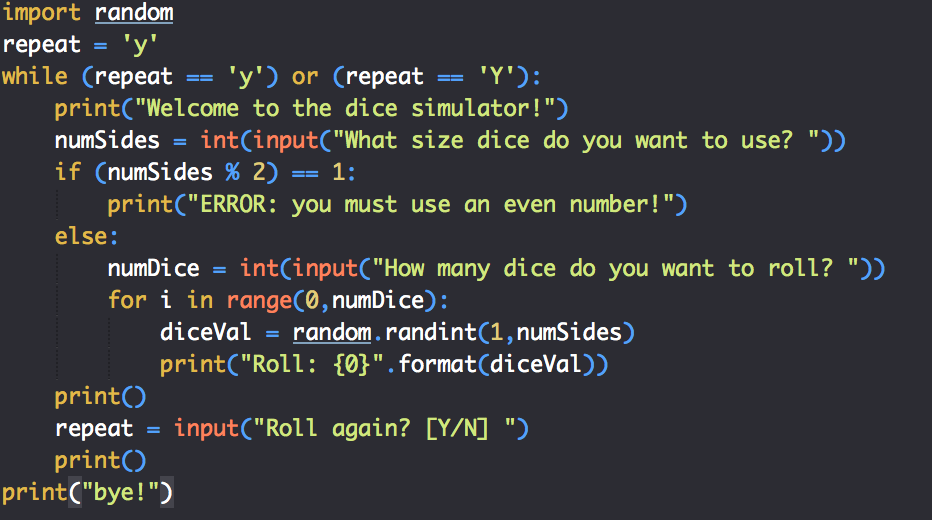 import random
repeat = 'y'
while (repeat == 'y') or (repeat == 'Y'):
    print("Welcome to the dice simulator!")
    numSides = int(input("What size dice do you want to use? "))
    if (numSides % 2) == 1:
        print("ERROR: you must use an even number!")
    else:
        numDice = int(input("How many dice do you want to roll? "))
        for i in range(0,numDice):
            diceVal = random.randint(1,numSides)
            print("Roll: {0}".format(diceVal))
    print()
    repeat = input("Roll again? [Y/N] ")
    print()
print("bye!")